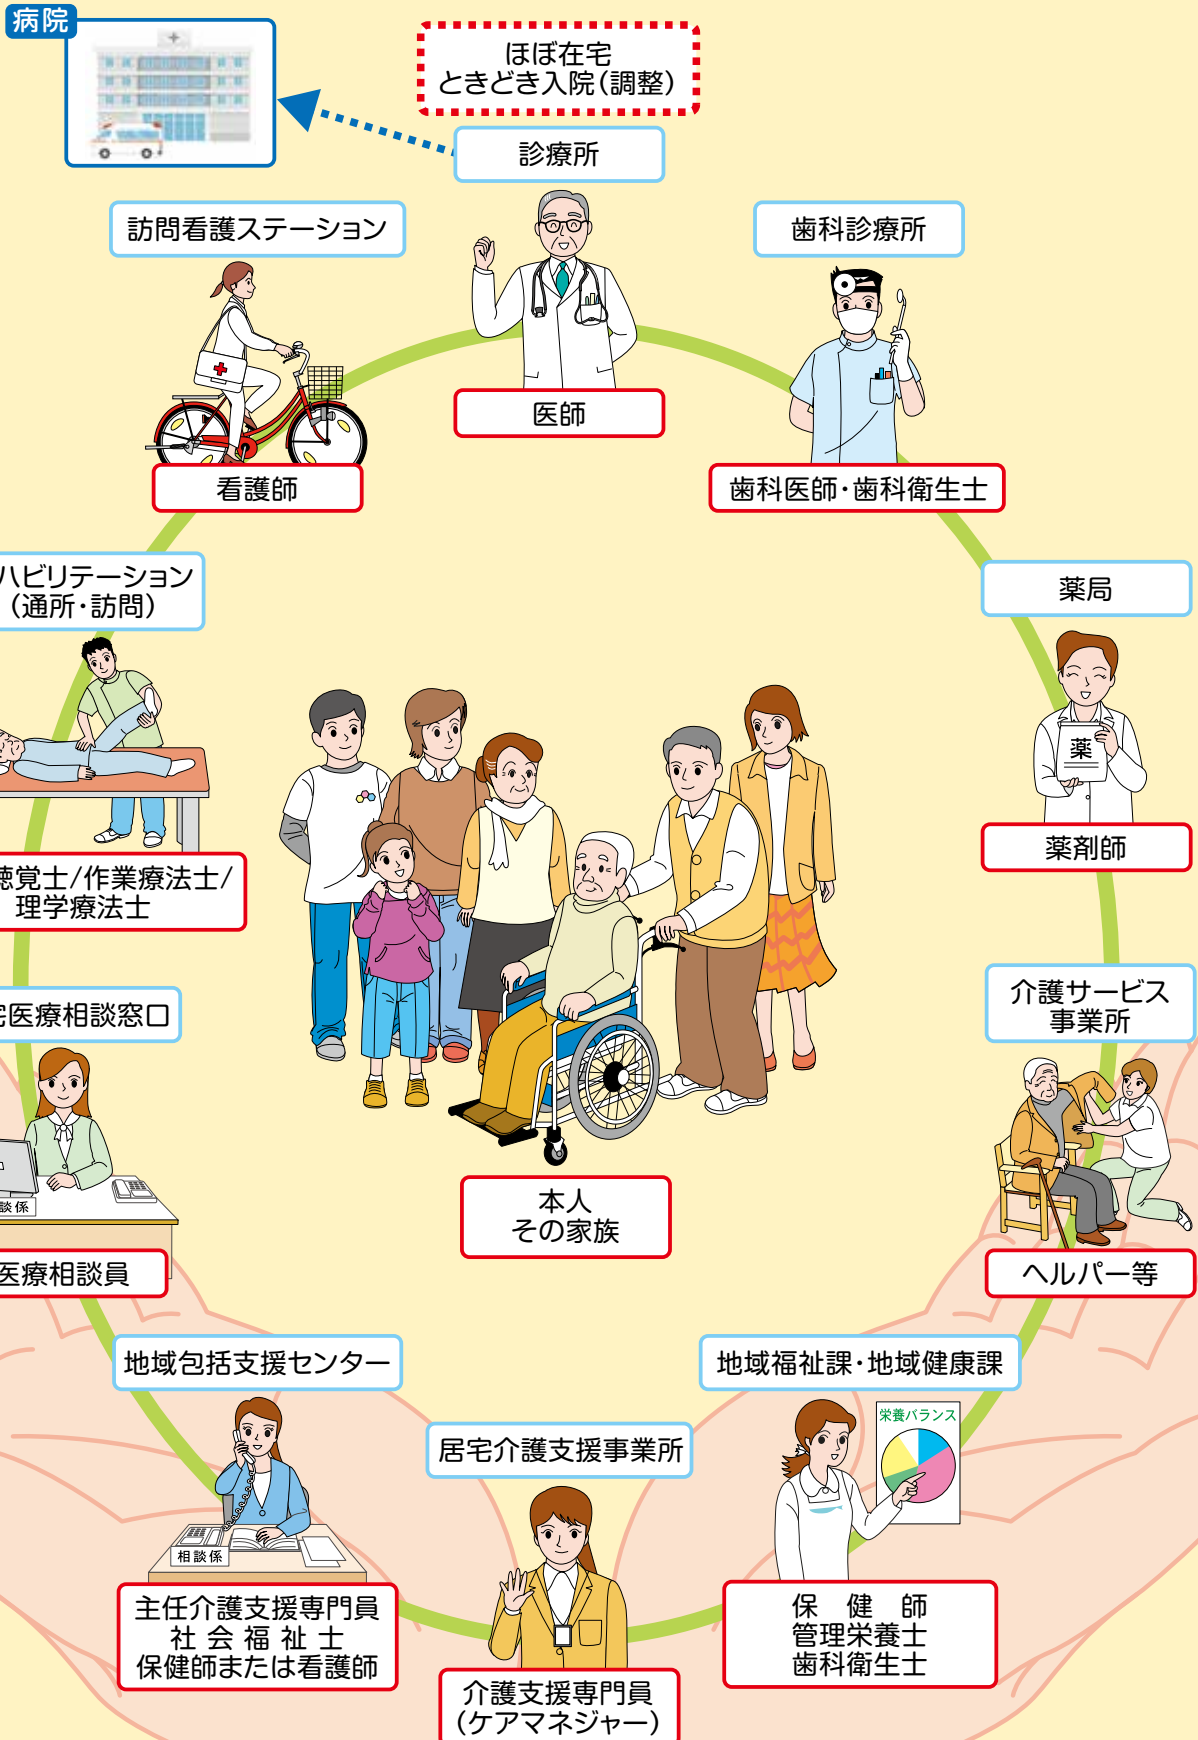 病院
ほぼ在宅
ときどき入院(調整)
診療所
訪問看護ステーション
歯科診療所
医師
看護師
歯科医師・歯科衛生士
ハビリテーション
(通所・訪問)
薬局
薬
薬剤師
聴覚士/作業療法士/
理学療法士
宅医療相談窓口
介護サービス
事業所
談係
本人
その家族
医療相談員
ヘルパー等
地域包括支援センター
地域福祉課・地域健康課
栄養バランス
居宅介護支援事業所
相談係
主任介護支援専門員
社会福祉士
保健師または看護師
保健師
管理栄養士
歯科衛生士
介護支援専門員
(ケアマネジャー)